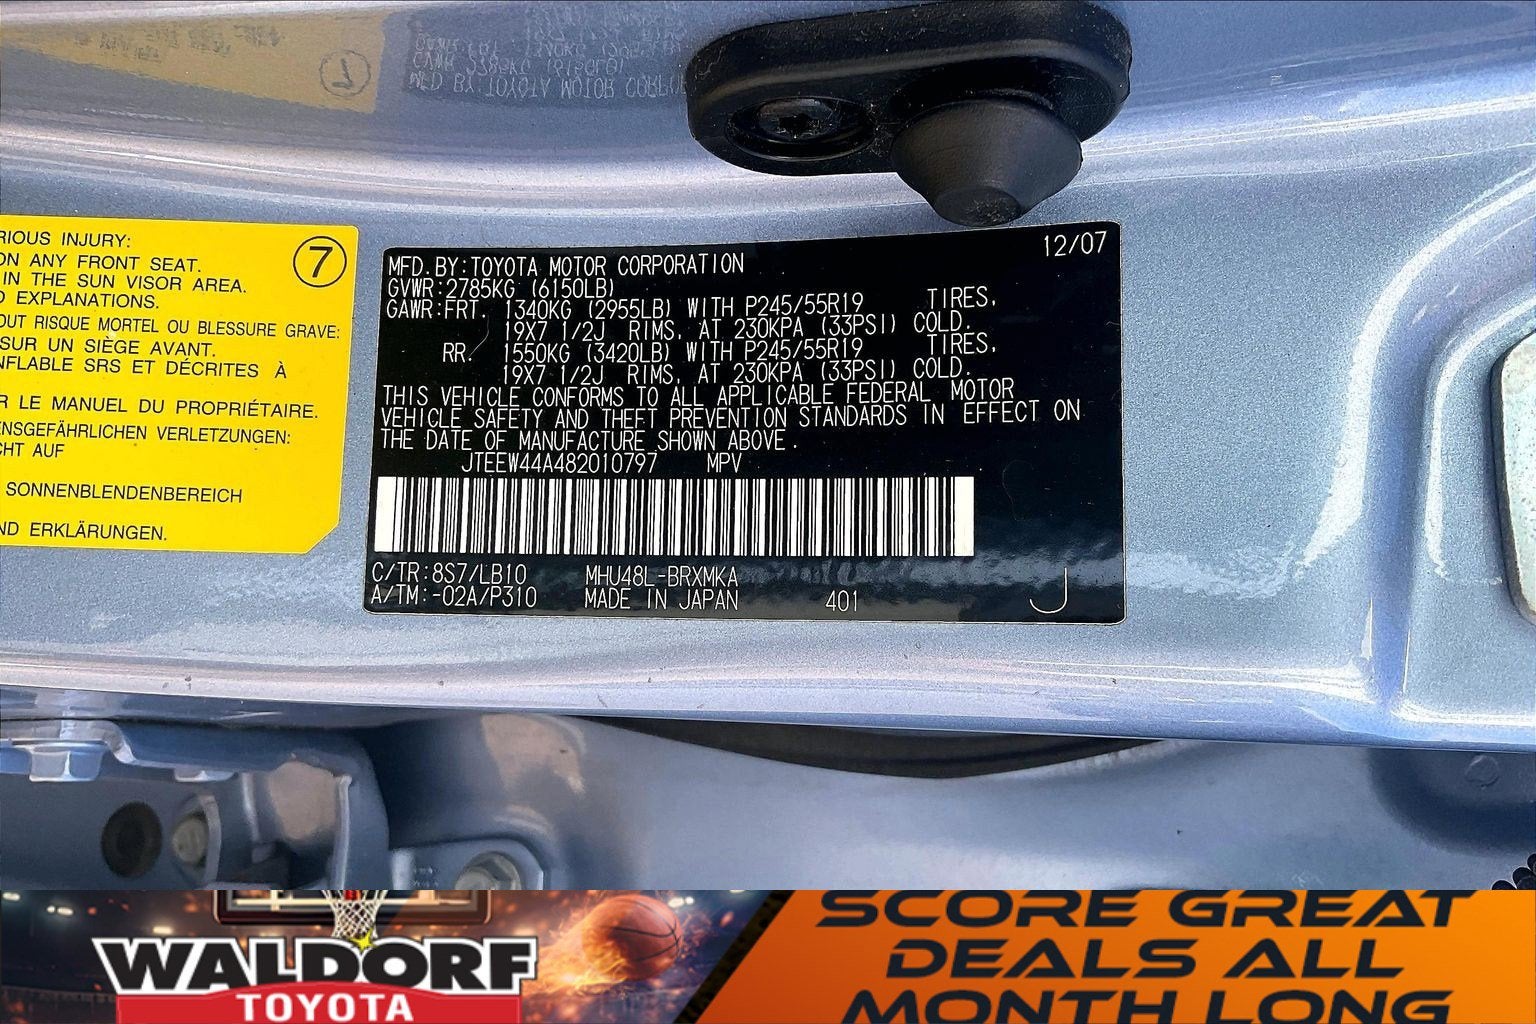 RIOUS INJURY:
ON ANY FRONT SEAT.
IN THE SUN VISOR AREA.
D EXPLANATIONS.
OUT RISQUE MORTEL OU BLESSURE GRAVE:
SUR UN SIÈGE AVANT.
NFLABLE SRS ET DÉCRITES À
R LE MANUEL DU PROPRIÉTAIRE.
ENSGEFÄHRLICHEN VERLETZUNGEN:
CHT AUF
SONNENBLENDENBEREICH
ND ERKLÄRUNGEN.
7
12/07
MFD.BY:TOYOTA MOTOR CORPORATION
GVWR:2785KG (6150LB)
GAWR:FRT. 1340KG (2955LB) WITH P245/55R19 TIRES,
19X7 1/2J RIMS, AT 230KPA (33PSI) COLD.
RR. 1550KG (3420LB) WITH P245/55R19 TIRES,
19X7 1/2J RIMS, AT 230KPA (33PSI) COLD.
THIS VEHICLE CONFORMS TO ALL APPLICABLE FEDERAL MOTOR
VEHICLE SAFETY AND THEFT PREVENTION STANDARDS IN EFFECT ON
THE DATE OF MANUFACTURE SHOWN ABOVE.
JTEEW44A482010797 MPV
C/TR:8S7/LB10 MHU48L-BRXMKA
A/TM:-02A/P310 MADE IN JAPAN 401 J
WALDORF
TOYOTA
SCORE GREAT
DEALS ALL
MONTH LONG